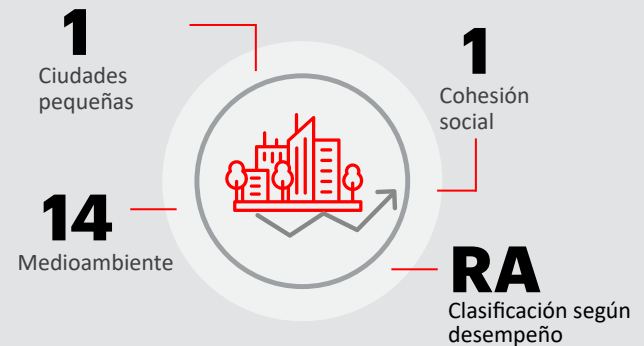 1
Ciudades
pequeñas
1
Cohesión
social
14
Medioambiente
RA
Clasificación según
desempeño